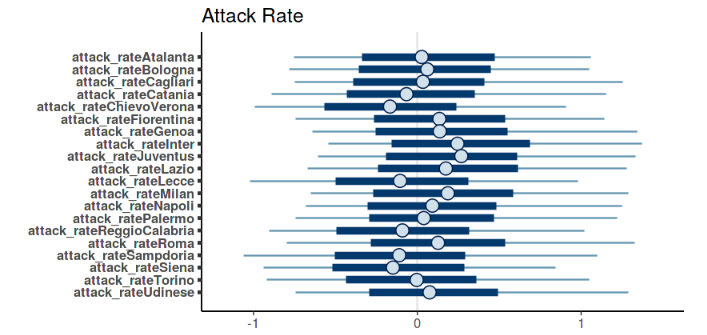 Attack Rate
attack_rateAtalanta
attack_rateBologna
attack_rateCagliari
attack_rateCatania
attack_rateChievoVerona
attack_rateFiorentina
attack_rateGenoa
attack_rateInter
attack_rateJuventus
attack_rateLazio
attack_rateLecce
attack_rateMilan
attack_rateNapoli
attack_ratePalermo
attack_rateReggioCalabria
attack_rateRoma
attack_rateSampdoria
attack_rateSiena
attack_rateTorino
attack_rateUdinese
-1 0 1